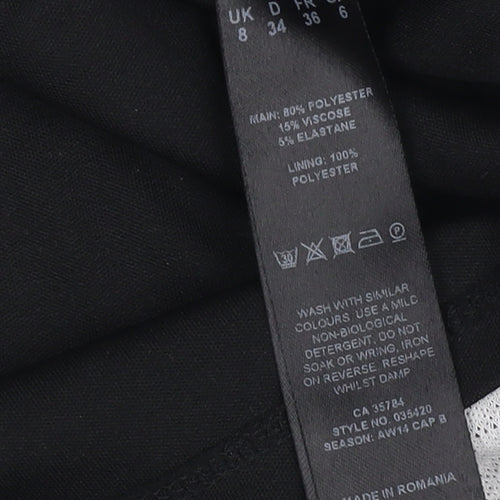 UK D FR
8 34 36 6
MAIN: 80% POLYESTER
15% VISCOSE
5% ELASTANE
LINING: 100%
POLYESTER
30 P
WASH WITH SIMILAR
COLOURS. USE A MILD
NON-BIOLOGICAL
DETERGENT, DO NOT
SOAK OR WRING, IRON
ON REVERSE, RESHAPE
WHILST DAMP
CA 35784
STYLE NO. 035420
SEASON: AW14 CAP B
MADE IN ROMANIA